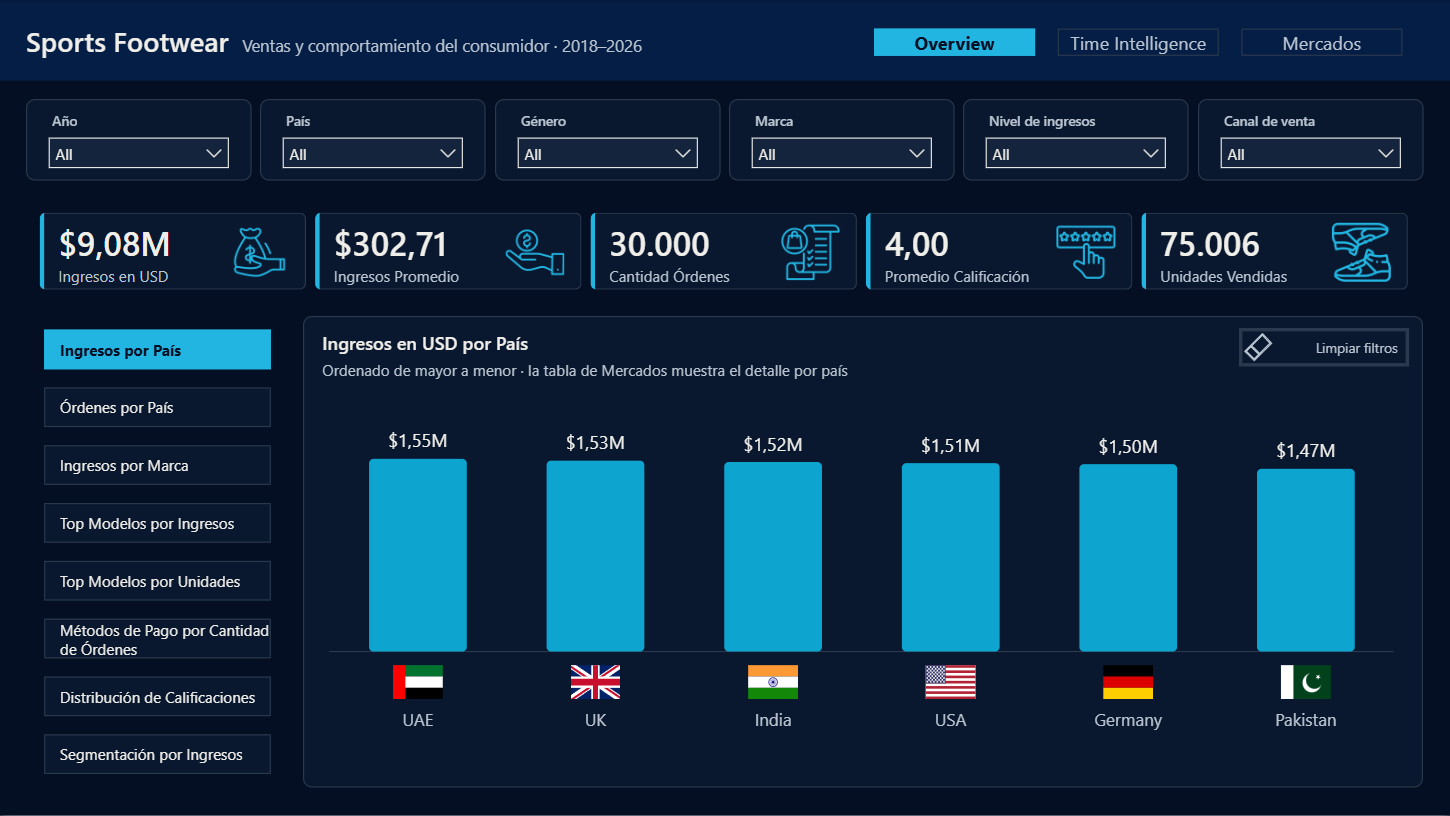 Sports Footwear Ventas y comportamiento del consumidor · 2018–2026
Overview
Time Intelligence
Mercados
Año
País
Género
Marca
Nivel de ingresos
Canal de venta
All
All
All
All
All
All
$9,08M
Ingresos en USD
$302,71
Ingresos Promedio
30.000
Cantidad Órdenes
4,00
Promedio Calificación
75.006
Unidades Vendidas
Ingresos por País
Órdenes por País
Ingresos por Marca
Top Modelos por Ingresos
Top Modelos por Unidades
Métodos de Pago por Cantidad
de Órdenes
Distribución de Calificaciones
Segmentación por Ingresos
Ingresos en USD por País
Ordenado de mayor a menor · la tabla de Mercados muestra el detalle por país
Limpiar filtros
$1,55M
$1,53M
$1,52M
$1,51M
$1,50M
$1,47M
UAE
UK
India
USA
Germany
Pakistan